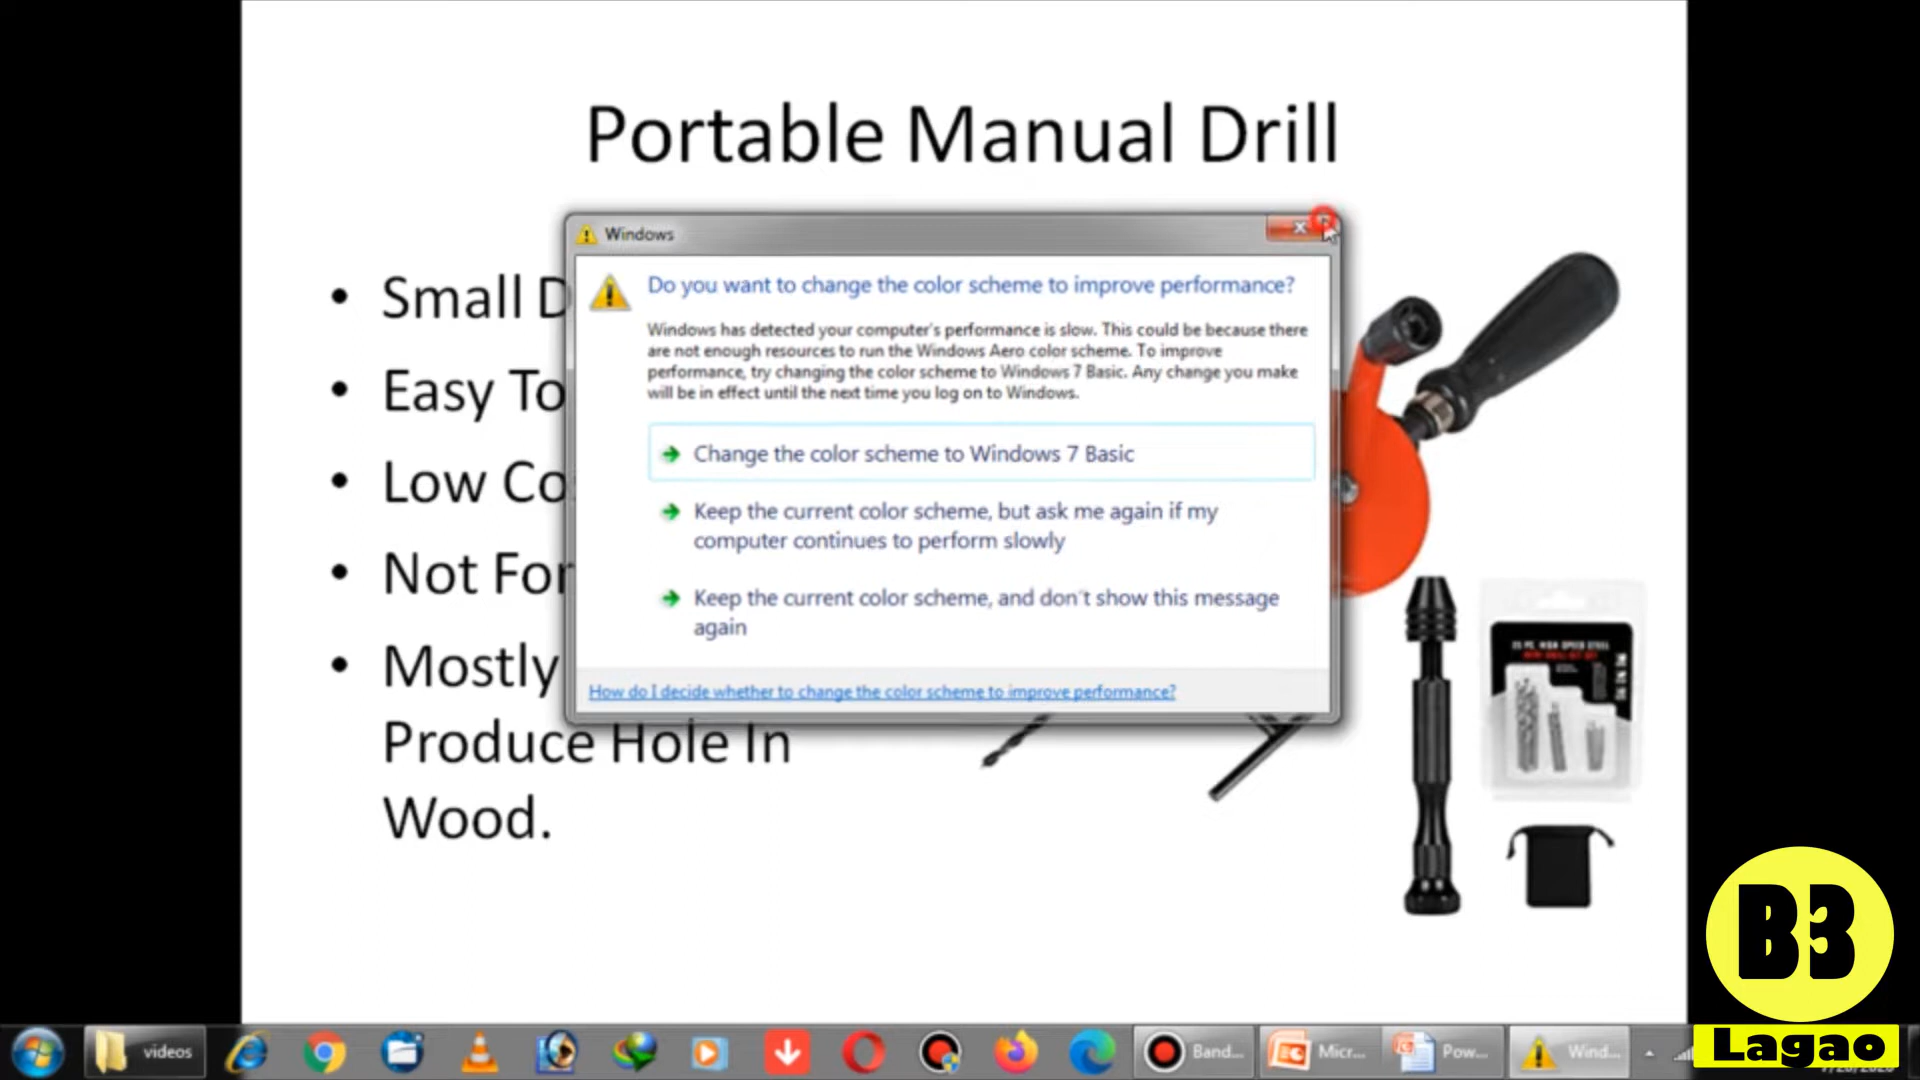 Portable Manual Drill
Windows
Do you want to change the color scheme to improve performance?
Windows has detected your computer's performance is slow. This could be because there
are not enough resources to run the Windows Aero color scheme. To improve
performance, try changing the color scheme to Windows 7 Basic. Any change you make
will be in effect until the next time you log on to Windows.
Change the color scheme to Windows 7 Basic
Keep the current color scheme, but ask me again if my
computer continues to perform slowly
Keep the current color scheme, and don't show this message
again
How do I decide whether to change the color scheme to improve performance?
• Small D
• Easy To
• Low Co
• Not For
• Mostly
Produce Hole In
Wood.
B3
Lagao
videos
Band...
Micr...
Pow...
Wind...